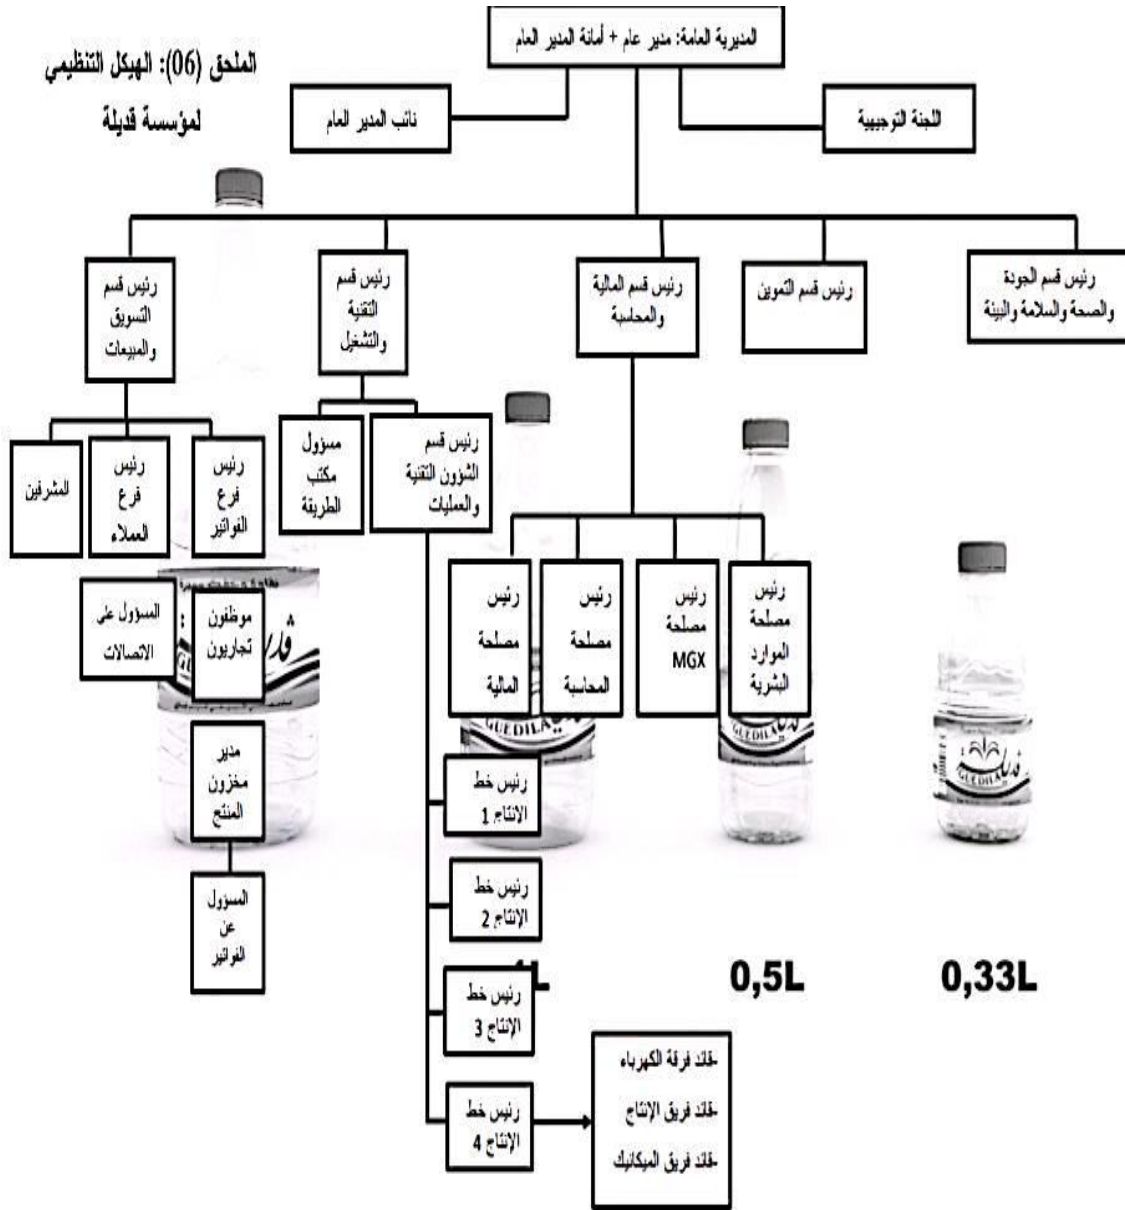 الملحق (06): الهيكل التنظيمي
لمؤسسة قديلة
المديرية العامة: مدير عام + أمانة المدير العام
اللجنة التوجيهية
نائب المدير العام
رئيس قسم الجودة
والصحة والسلامة والبيئة
رئيس قسم التموين
رئيس قسم المالية
والمحاسبة
رئيس قسم
التقنية
والتشغيل
رئيس قسم
التسويق
والمبيعات
رئيس قسم
الشؤون التقنية
والعمليات
مسؤول
مكتب
الطريقة
رئيس
فرع
الفواتير
رئيس
فرع
العملاء
المشرفين
رئيس
مصلحة
الموارد
البشرية
رئيس
مصلحة
MGX
رئيس
مصلحة
المحاسبة
رئيس
مصلحة
المالية
موظفون
تجاريون
المسؤول على
الاتصالات
مدير
مخزون
المنتج
المسؤول
عن
الفواتير
رئيس خط
الإنتاج 1
رئيس خط
الإنتاج 2
رئيس خط
الإنتاج 3
رئيس خط
الإنتاج 4
-قائد فرقة الكهرباء
-قائد فريق الإنتاج
-قائد فريق الميكانيك
GUEDILA
GUEDILA
قديلة
GUEDILA
0,5L
0,33L